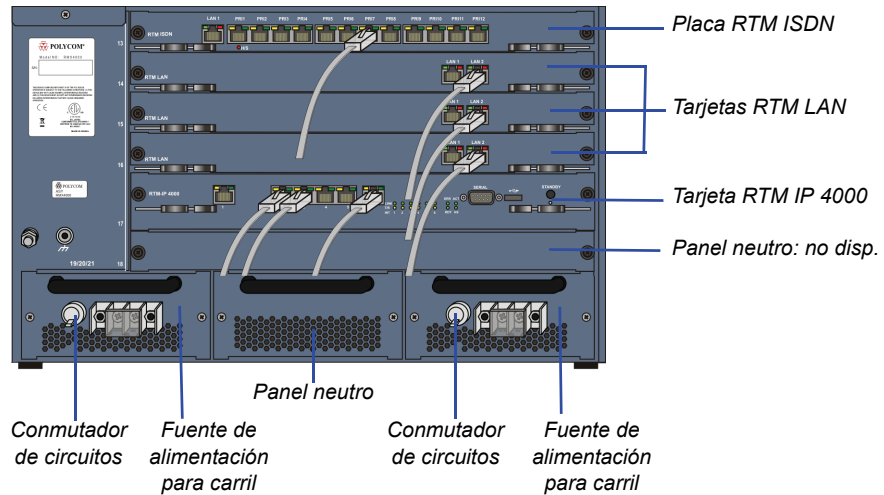 LAN 1 PRI1 PRI2 PRI3 PRI4 PRI5 PRI6 PRI7 PRI8 PRI9 PRI10 PRI11 PRI12
RTM ISDN
13
Placa RTM ISDN
POLYCOM®
LAN 1 LAN 2
RTM LAN
14
LAN 1 LAN 2
RTM LAN
15
Tarjetas RTM LAN
LAN 1 LAN 2
RTM LAN
16
POLYCOM
RTM-IP 4000
SERIAL
STANDBY
17
Tarjeta RTM IP 4000
19/20/21
18
Panel neutro: no disp.
Panel neutro
Conmutador
de circuitos
Fuente de
alimentación
para carril
Conmutador
de circuitos
Fuente de
alimentación
para carril